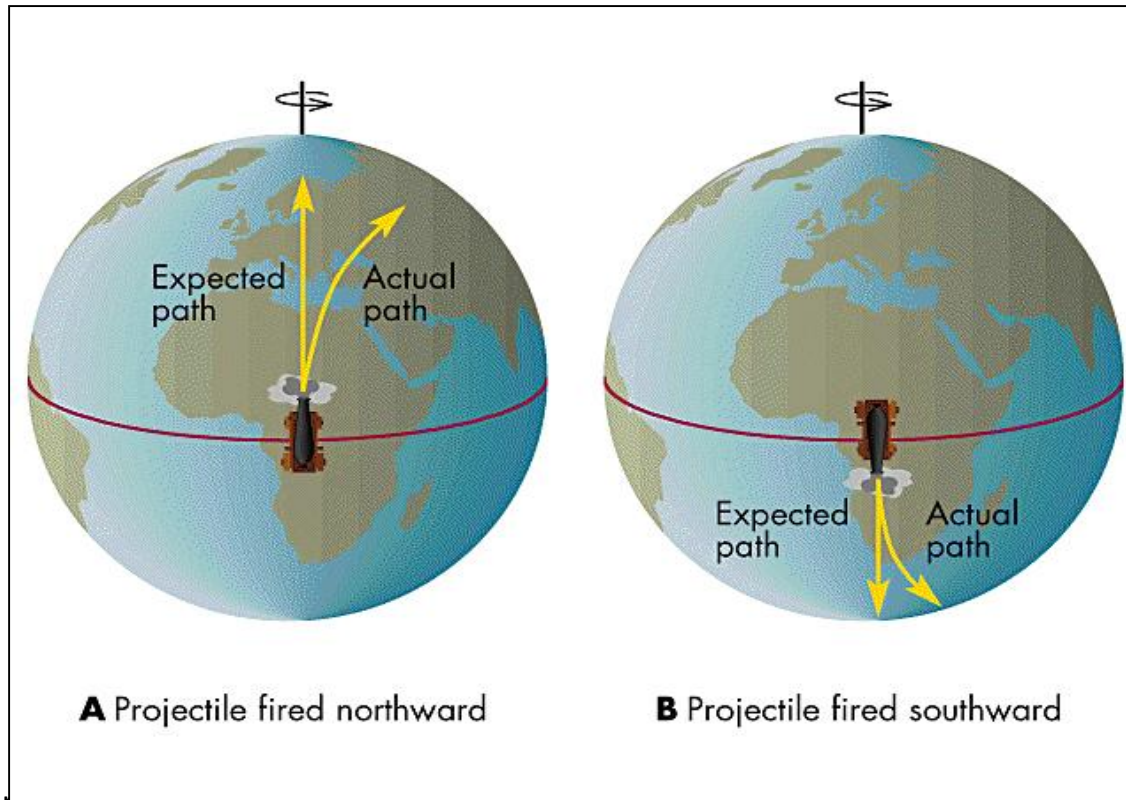 Expected
path
Actual
path
Expected
path
Actual
path
A Projectile fired northward
B Projectile fired southward